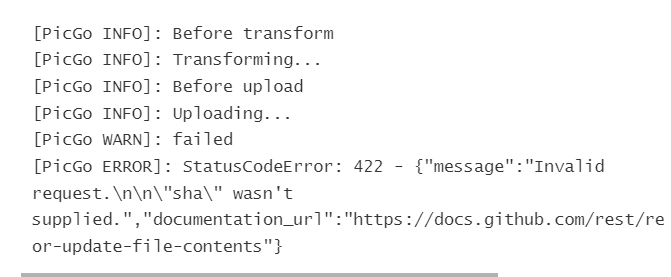 [PicGo INFO]: Before transform
[PicGo INFO]: Transforming...
[PicGo INFO]: Before upload
[PicGo INFO]: Uploading...
[PicGo WARN]: failed
[PicGo ERROR]: StatusCodeError: 422 - {"message":"Invalid
request.\n\n\"sha\" wasn't
supplied.","documentation_url":"https://docs.github.com/rest/re
or-update-file-contents"}